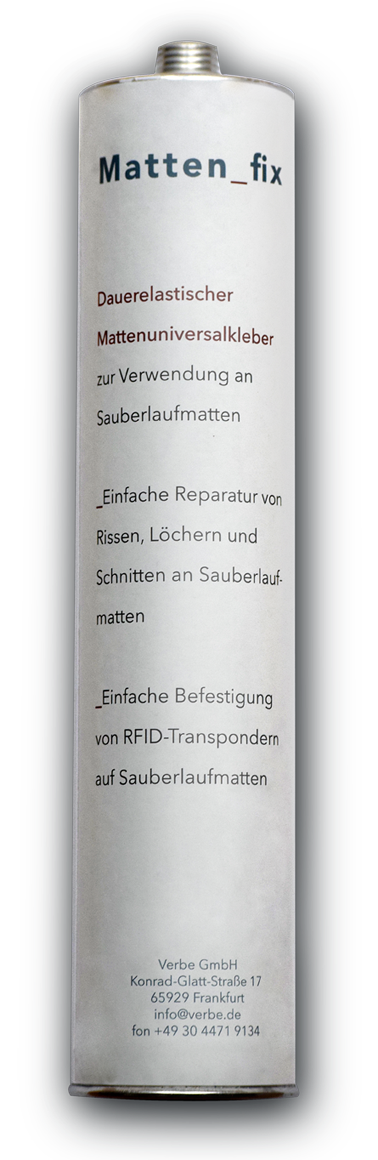 Matten_fix
Dauerelastischer
Mattenuniversalkleber
zur Verwendung an
Sauberlaufmatten
_Einfache Reparatur von
Rissen, Löchern und
Schnitten an Sauberlauf-
matten
_Einfache Befestigung
von RFID-Transpondern
auf Sauberlaufmatten
Verbe GmbH
Konrad-Glatt-Straße 17
65929 Frankfurt
info@verbe.de
fon +49 30 4471 9134